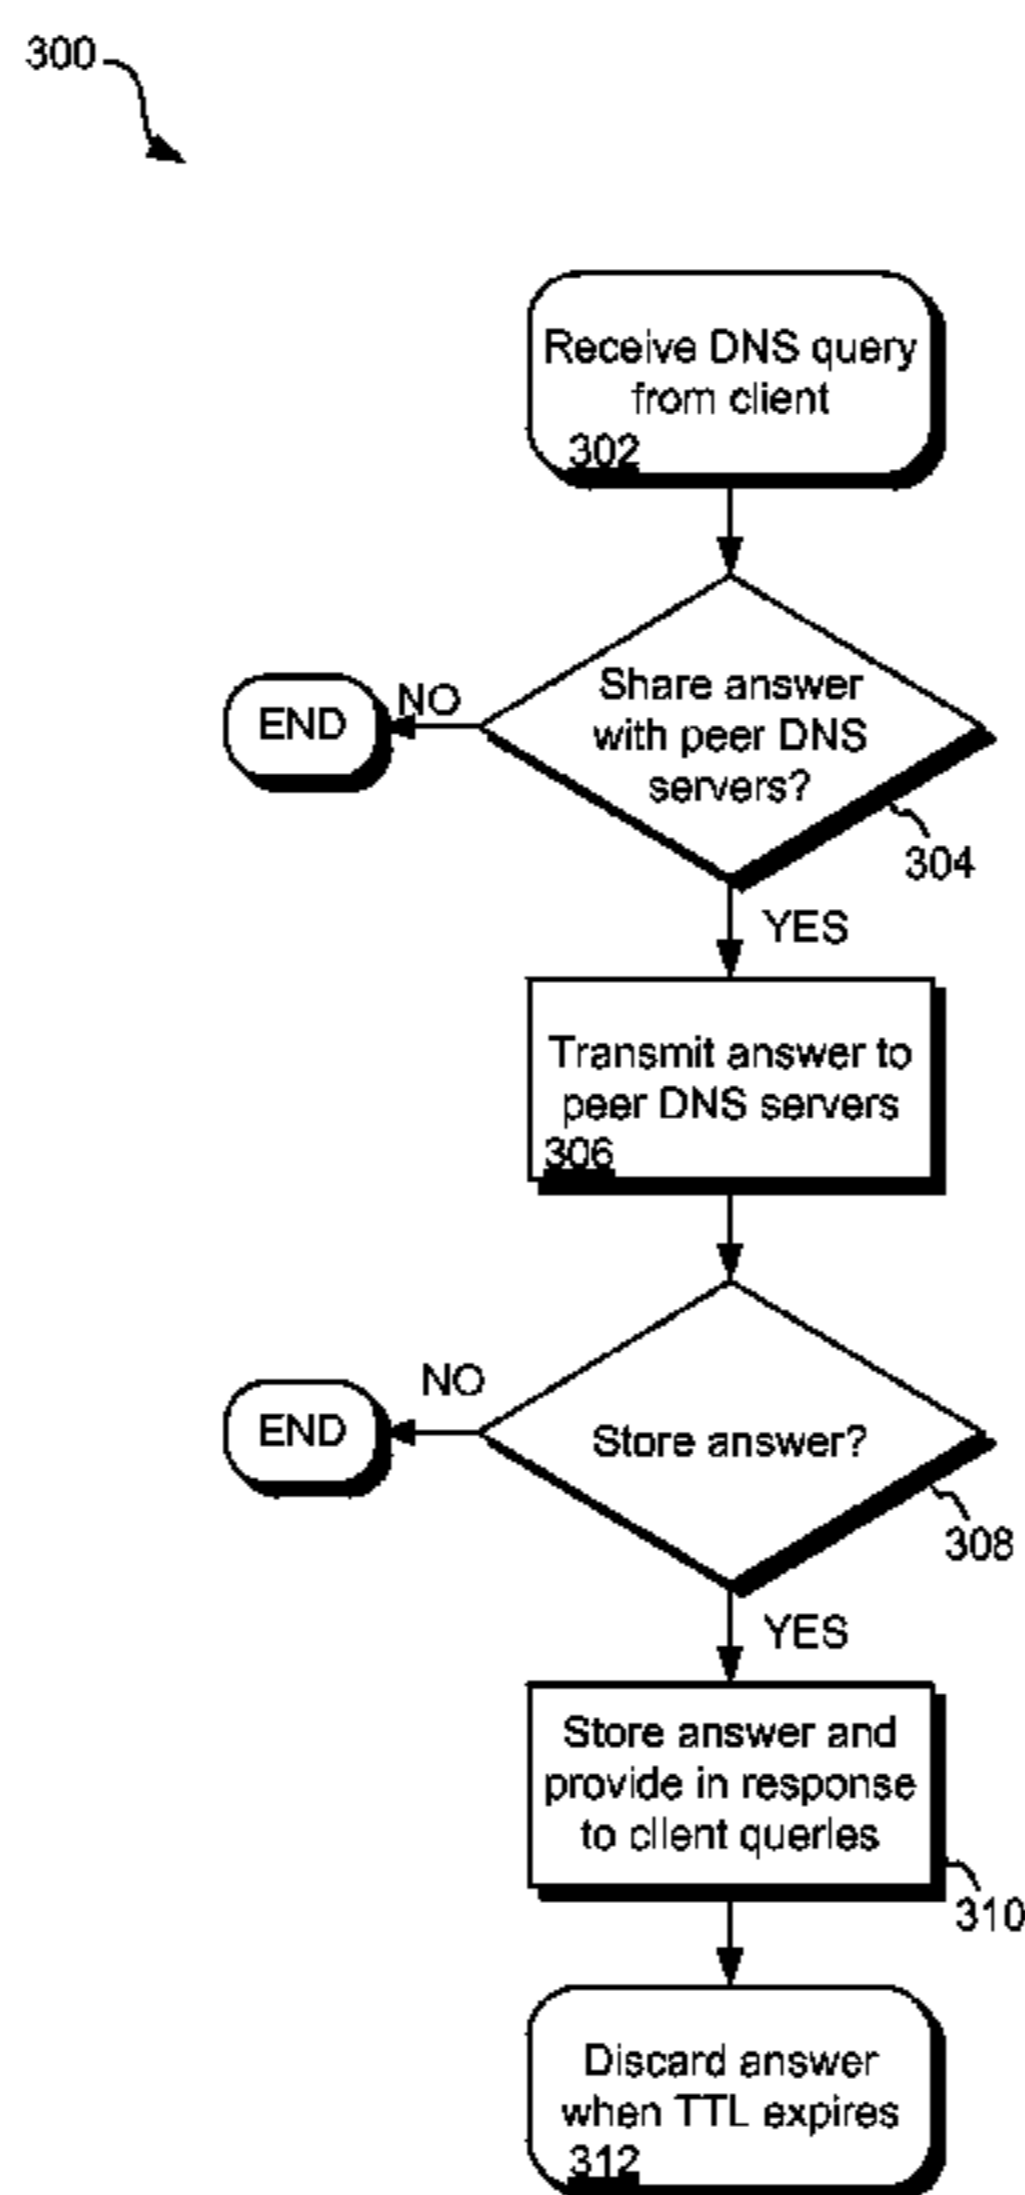 300
Receive DNS query
from client
302
Share answer
with peer DNS
servers?
304
NO
END
YES
Transmit answer to
peer DNS servers
306
Store answer?
308
NO
END
YES
Store answer and
provide in response
to client queries
310
Discard answer
when TTL expires
312